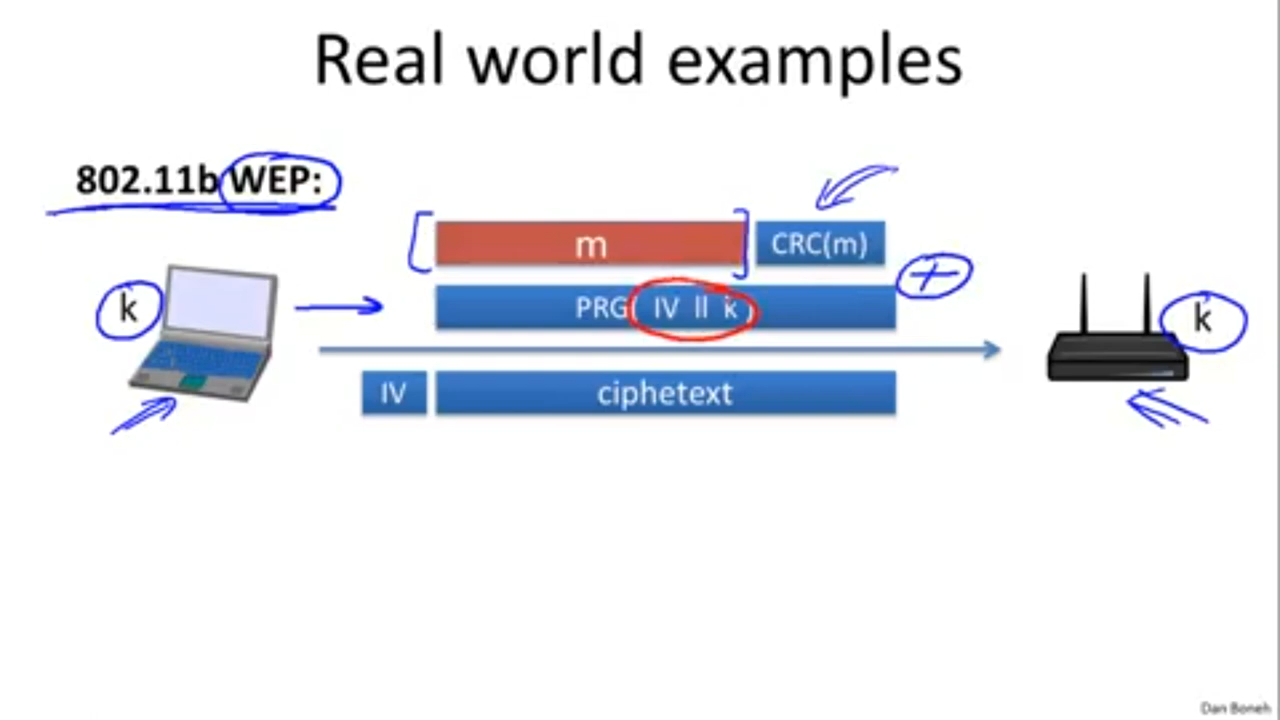 Real world examples
802.11b WEP:
m
CRC(m)
k
PRG( IV ll k )
+
k
IV
ciphetext
Dan Boneh